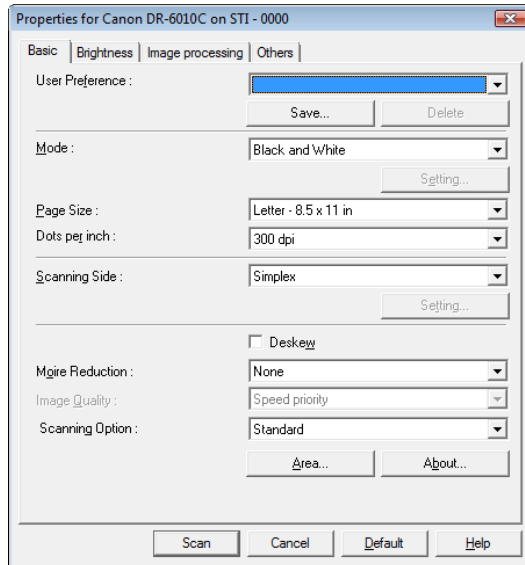 Properties for Canon DR-6010C on STI - 0000
Basic Brightness Image processing Others
User Preference :
Save... Delete
Mode : Black and White
Setting...
Page Size : Letter - 8.5 x 11 in
Dots per inch : 300 dpi
Scanning Side : Simplex
Setting...
Deskew
Moire Reduction : None
Image Quality : Speed priority
Scanning Option : Standard
Area... About...
Scan Cancel Default Help